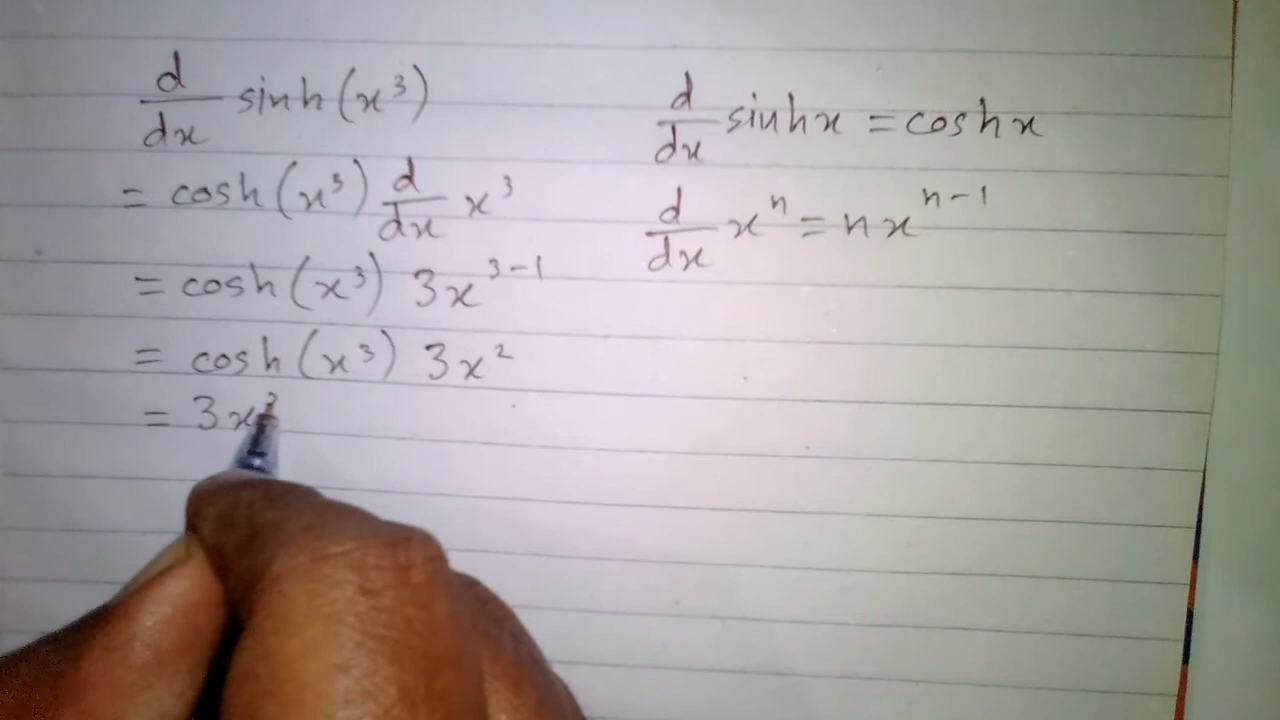 d/dx sinh(x³)
= cosh(x³) d/dx x³
= cosh(x³) 3x³⁻¹
= cosh(x³) 3x²
= 3x
d/dx sinhx = coshx
d/dx xⁿ = nxⁿ⁻¹